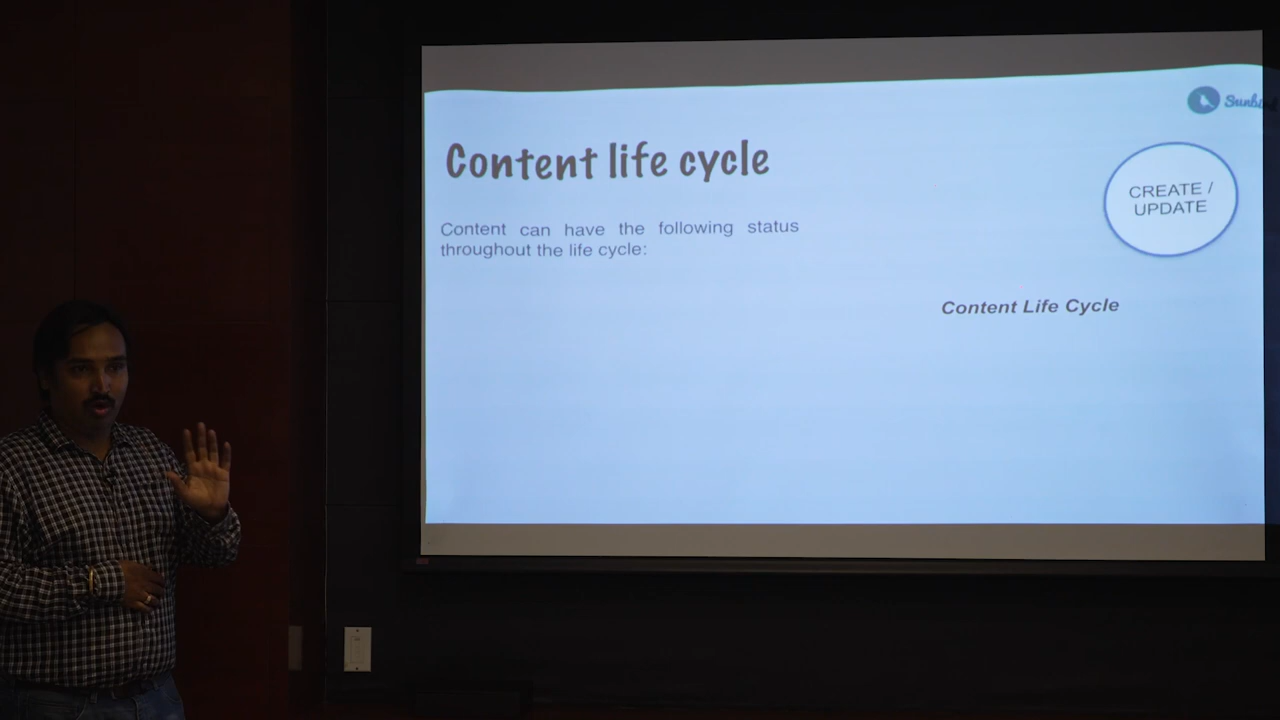 Content life cycle
Content can have the following status
throughout the life cycle:
CREATE /
UPDATE
Content Life Cycle